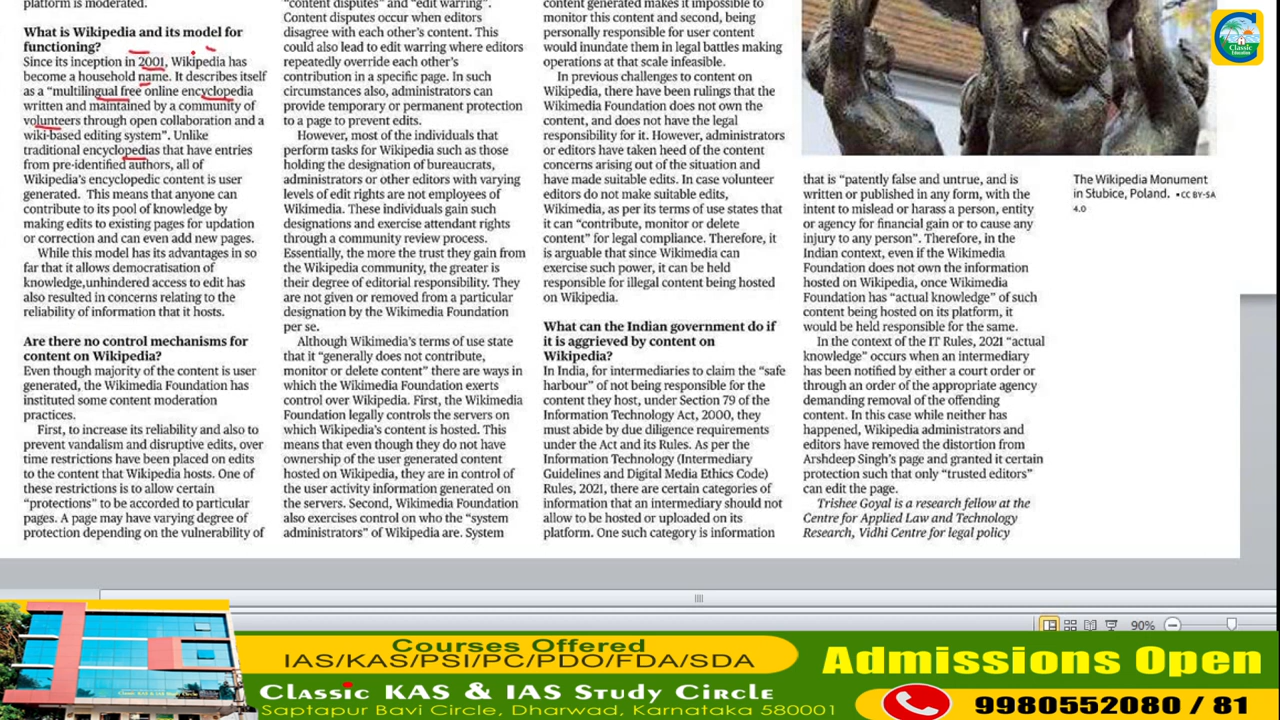 platform is moderated.
What is Wikipedia and its model for
functioning?
Since its inception in 2001, Wikipedia has
become a household name. It describes itself
as a “multilingual free online encyclopedia
written and maintained by a community of
volunteers through open collaboration and a
wiki-based editing system”. Unlike
traditional encyclopedias that have entries
from pre-identified authors, all of
Wikipedia’s encyclopedic content is user
generated. This means that anyone can
contribute to its pool of knowledge by
making edits to existing pages for updation
or correction and can even add new pages.
While this model has its advantages in so
far that it allows democratisation of
knowledge,unhindered access to edit has
also resulted in concerns relating to the
reliability of information that it hosts.
Are there no control mechanisms for
content on Wikipedia?
Even though majority of the content is user
generated, the Wikimedia Foundation has
instituted some content moderation
practices.
First, to increase its reliability and also to
prevent vandalism and disruptive edits, over
time restrictions have been placed on edits
to the content that Wikipedia hosts. One of
these restrictions is to allow certain
“protections” to be accorded to particular
pages. A page may have varying degree of
protection depending on the vulnerability of
“content disputes” and “edit warring”.
Content disputes occur when editors
disagree with each other’s content. This
could also lead to edit warring where editors
repeatedly override each other’s
contribution in a specific page. In such
circumstances also, administrators can
provide temporary or permanent protection
to a page to prevent edits.
However, most of the individuals that
perform tasks for Wikipedia such as those
holding the designation of bureaucrats,
administrators or other editors with varying
levels of edit rights are not employees of
Wikimedia. These individuals gain such
designations and exercise attendant rights
through a community review process.
Essentially, the more the trust they gain from
the Wikipedia community, the greater is
their degree of editorial responsibility. They
are not given or removed from a particular
designation by the Wikimedia Foundation
per se.
Although Wikimedia’s terms of use state
that it “generally does not contribute,
monitor or delete content” there are ways in
which the Wikimedia Foundation exerts
control over Wikipedia. First, the Wikimedia
Foundation legally controls the servers on
which Wikipedia’s content is hosted. This
means that even though they do not have
ownership of the user generated content
hosted on Wikipedia, they are in control of
the user activity information generated on
the servers. Second, Wikimedia Foundation
also exercises control on who the “system
administrators” of Wikipedia are. System
content generated makes it impossible to
monitor this content and second, being
personally responsible for user content
would inundate them in legal battles making
operations at that scale infeasible.
In previous challenges to content on
Wikipedia, there have been rulings that the
Wikimedia Foundation does not own the
content, and does not have the legal
responsibility for it. However, administrators
or editors have taken heed of the content
concerns arising out of the situation and
have made suitable edits. In case volunteer
editors do not make suitable edits,
Wikimedia, as per its terms of use states that
it can “contribute, monitor or delete
content” for legal compliance. Therefore, it
is arguable that since Wikimedia can
exercise such power, it can be held
responsible for illegal content being hosted
on Wikipedia.
What can the Indian government do if
it is aggrieved by content on
Wikipedia?
In India, for intermediaries to claim the “safe
harbour” of not being responsible for the
content they host, under Section 79 of the
Information Technology Act, 2000, they
must abide by due diligence requirements
under the Act and its Rules. As per the
Information Technology (Intermediary
Guidelines and Digital Media Ethics Code)
Rules, 2021, there are certain categories of
information that an intermediary should not
allow to be hosted or uploaded on its
platform. One such category is information
that is “patently false and untrue, and is
written or published in any form, with the
intent to mislead or harass a person, entity
or agency for financial gain or to cause any
injury to any person”. Therefore, in the
Indian context, even if the Wikimedia
Foundation does not own the information
hosted on Wikipedia, once Wikimedia
Foundation has “actual knowledge” of such
content being hosted on its platform, it
would be held responsible for the same.
In the context of the IT Rules, 2021 “actual
knowledge” occurs when an intermediary
has been notified by either a court order or
through an order of the appropriate agency
demanding removal of the offending
content. In this case while neither has
happened, Wikipedia administrators and
editors have removed the distortion from
Arshdeep Singh’s page and granted it certain
protection such that only “trusted editors”
can edit the page.
Trishee Goyal is a research fellow at the
Centre for Applied Law and Technology
Research, Vidhi Centre for legal policy
The Wikipedia Monument
in Słubice, Poland. •CC BY-SA
4.0
Classic
Education
90%
Courses Offered
IAS/KAS/PSI/PC/PDO/FDA/SDA
Classic KAS & IAS Study Circle
Saptapur Bavi Circle, Dharwad, Karnataka 580001
Admissions Open
9980552080 / 81